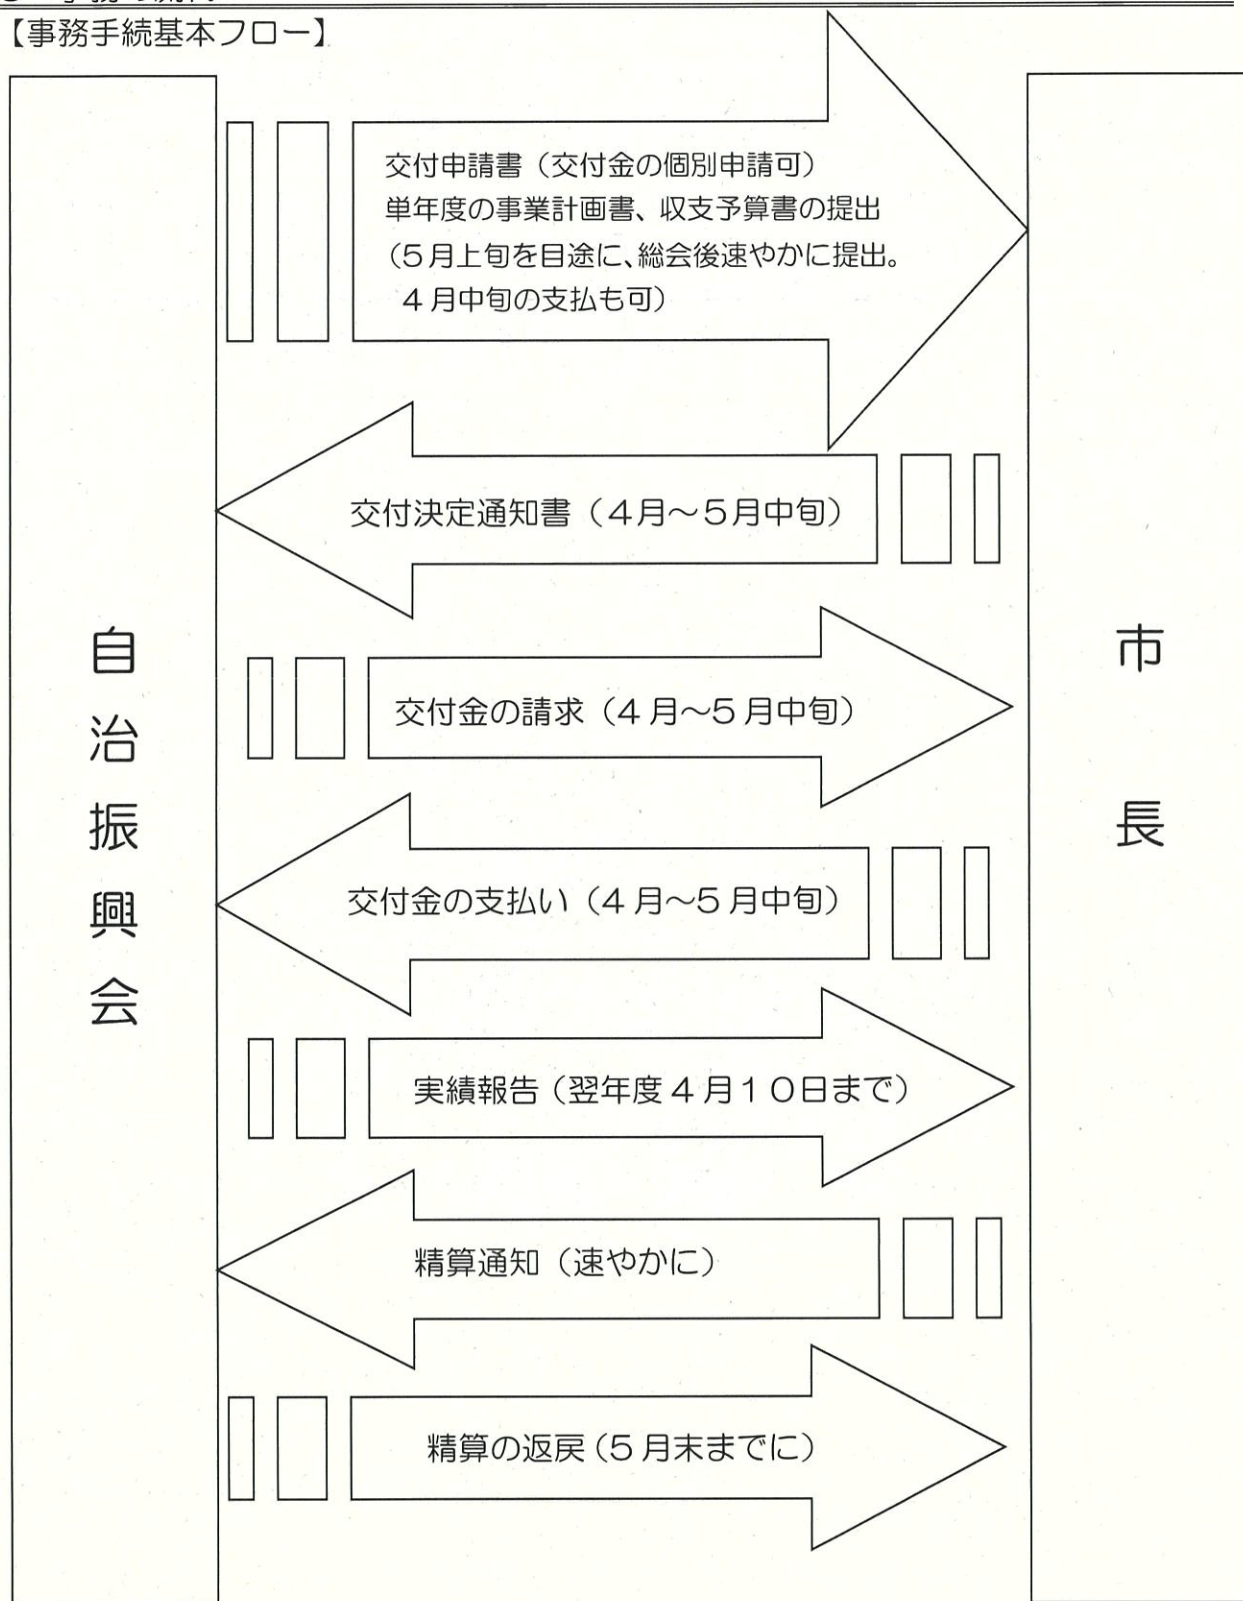 【事務手続基本フロー】
交付申請書（交付金の個別申請可）
単年度の事業計画書、収支予算書の提出
（５月上旬を目途に、総会後速やかに提出。
４月中旬の支払も可）
交付決定通知書（４月～５月中旬）
交付金の請求（４月～５月中旬）
交付金の支払い（４月～５月中旬）
実績報告（翌年度４月１０日まで）
精算通知（速やかに）
精算の返戻（５月末までに）
自治振興会
市長